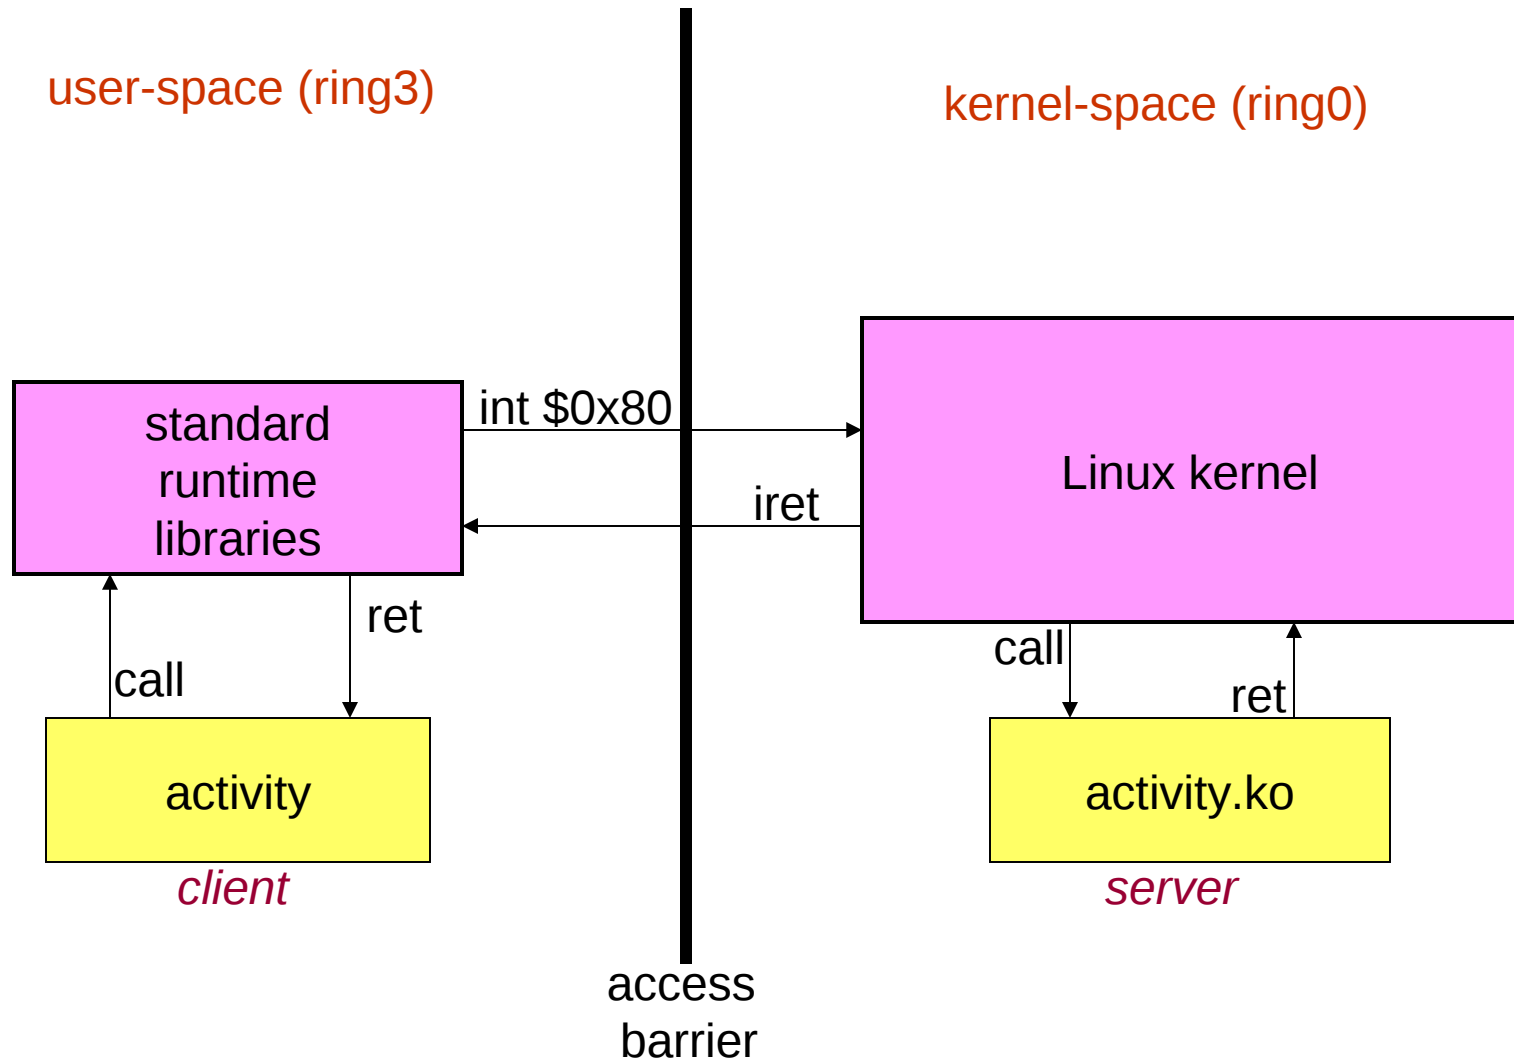 user-space (ring3)
kernel-space (ring0)
standard
runtime
libraries
int $0x80
iret
Linux kernel
ret
call
call
ret
activity
client
activity.ko
server
access
barrier